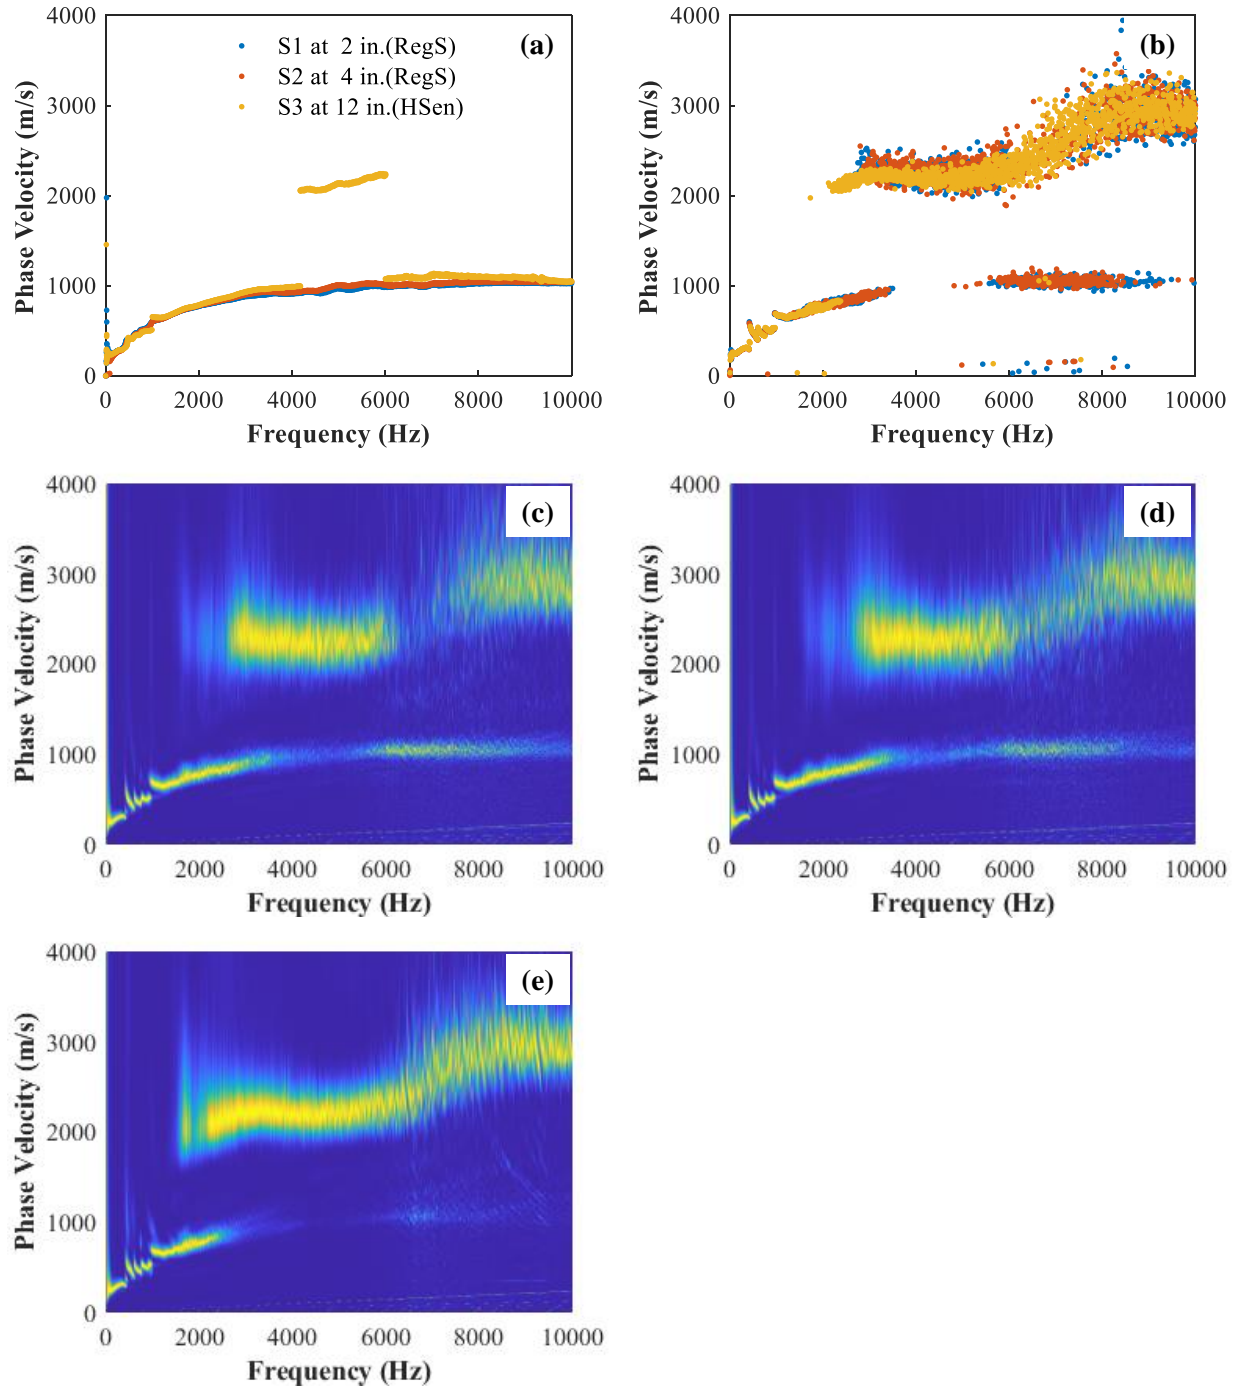 (a)
S1 at 2 in.(RegS)
S2 at 4 in.(RegS)
S3 at 12 in.(HSen)
Phase Velocity (m/s)
4000
3000
2000
1000
0
0 2000 4000 6000 8000 10000
Frequency (Hz)
(b)
Phase Velocity (m/s)
4000
3000
2000
1000
0
0 2000 4000 6000 8000 10000
Frequency (Hz)
(c)
Phase Velocity (m/s)
4000
3000
2000
1000
0
0 2000 4000 6000 8000 10000
Frequency (Hz)
(d)
Phase Velocity (m/s)
4000
3000
2000
1000
0
0 2000 4000 6000 8000 10000
Frequency (Hz)
(e)
Phase Velocity (m/s)
4000
3000
2000
1000
0
0 2000 4000 6000 8000 10000
Frequency (Hz)